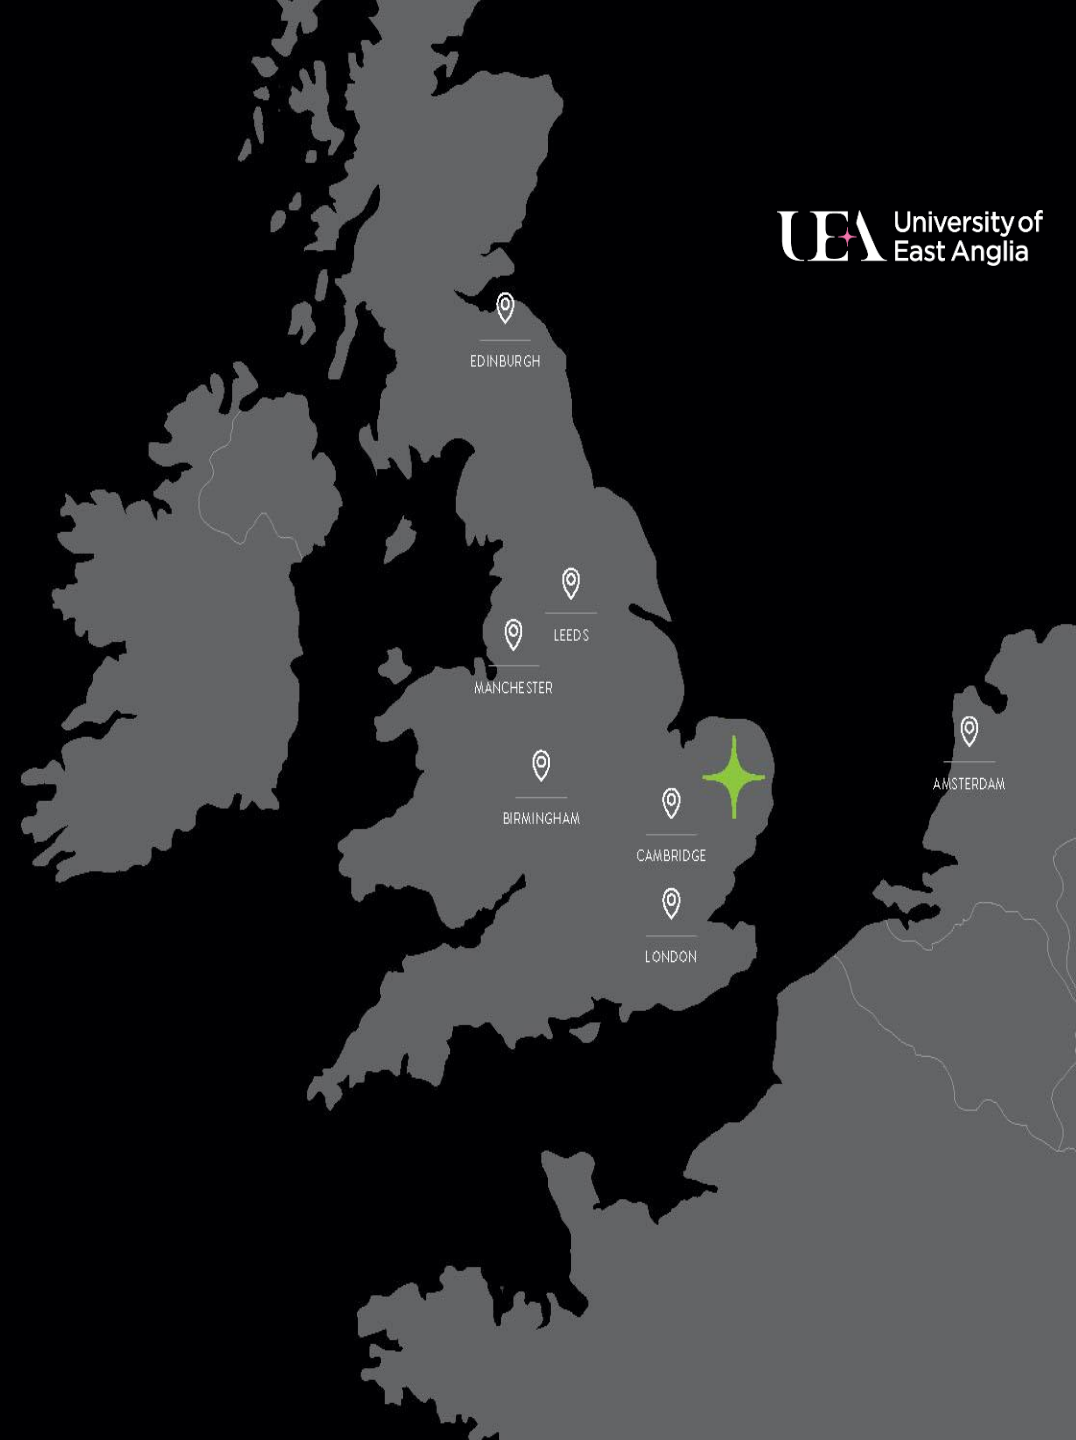 UEA University of
East Anglia
EDINBURGH
LEEDS
MANCHESTER
AMSTERDAM
BIRMINGHAM
CAMBRIDGE
LONDON